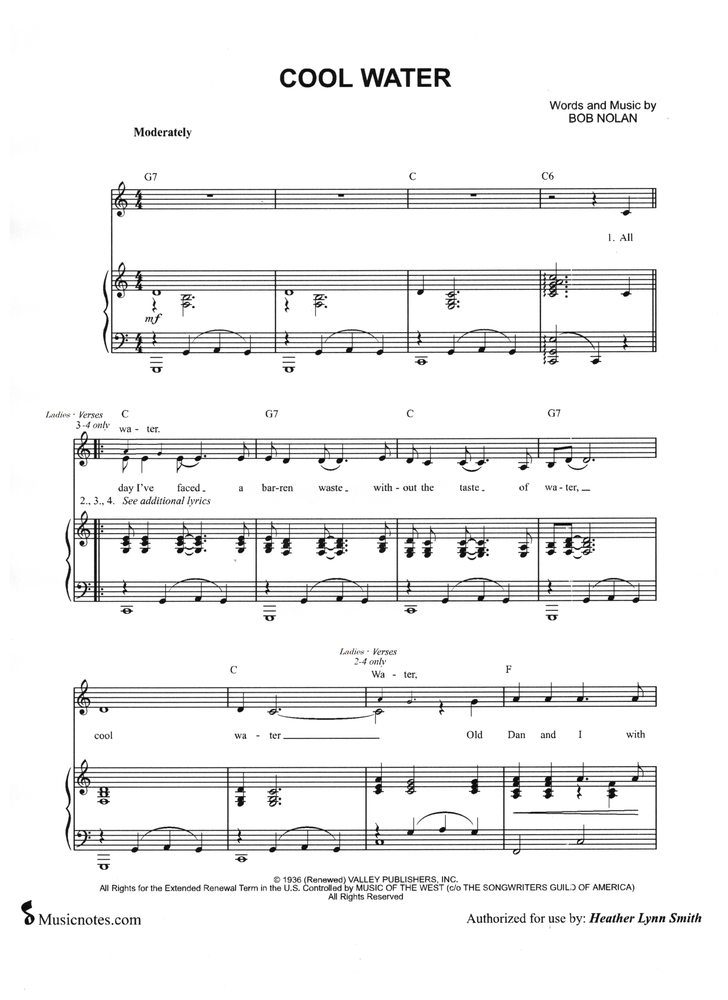 COOL WATER
Words and Music by
BOB NOLAN
Moderately
G7 C C6
1. All
mf
Ladies - Verses
3-4 only
C G7 C G7
wa - ter.
day I've faced a bar-ren waste with - out the taste of wa - ter,
2., 3., 4. See additional lyrics
Ladies - Verses
2-4 only
C Wa - ter, F
cool wa - ter Old Dan and I with
© 1936 (Renewed) VALLEY PUBLISHERS, INC.
All Rights for the Extended Renewal Term in the U.S. Controlled by MUSIC OF THE WEST (c/o THE SONGWRITERS GUILD OF AMERICA)
All Rights Reserved
Musicnotes.com
Authorized for use by: Heather Lynn Smith